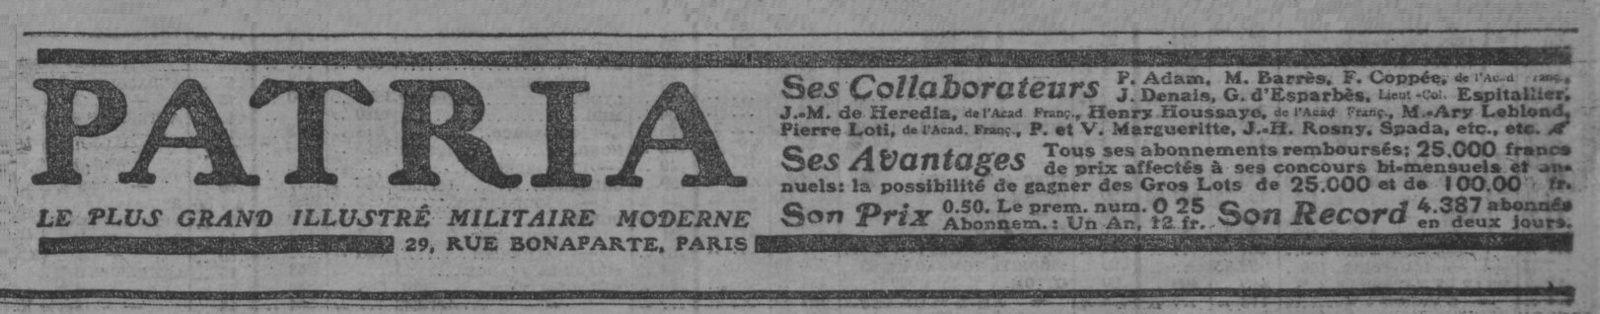 PATRIA
LE PLUS GRAND ILLUSTRÉ MILITAIRE MODERNE
29, RUE BONAPARTE, PARIS
Ses Collaborateurs P. Adam, M. Barrès, F. Coppée, de l'Acad Franç.,
J. Denais, G. d'Esparbès, Lieut-Col. Espitallier,
J.-M. de Heredia, de l'Acad Franç., Henry Houssaye, de l'Acad Franç., M.-Ary Leblond,
Pierre Loti, de l'Acad. Franç., P. et V. Margueritte, J.-H. Rosny, Spada, etc., etc.
Ses Avantages Tous ses abonnements remboursés; 25.000 francs
de prix affectés à ses concours bi-mensuels et an-
nuels: la possibilité de gagner des Gros Lots de 25.000 et de 100.00 fr.
Son Prix 0.50. Le prem. num. 0 25
Abonnem.: Un An, 12 fr.
Son Record 4.387 abonnés
en deux jours.